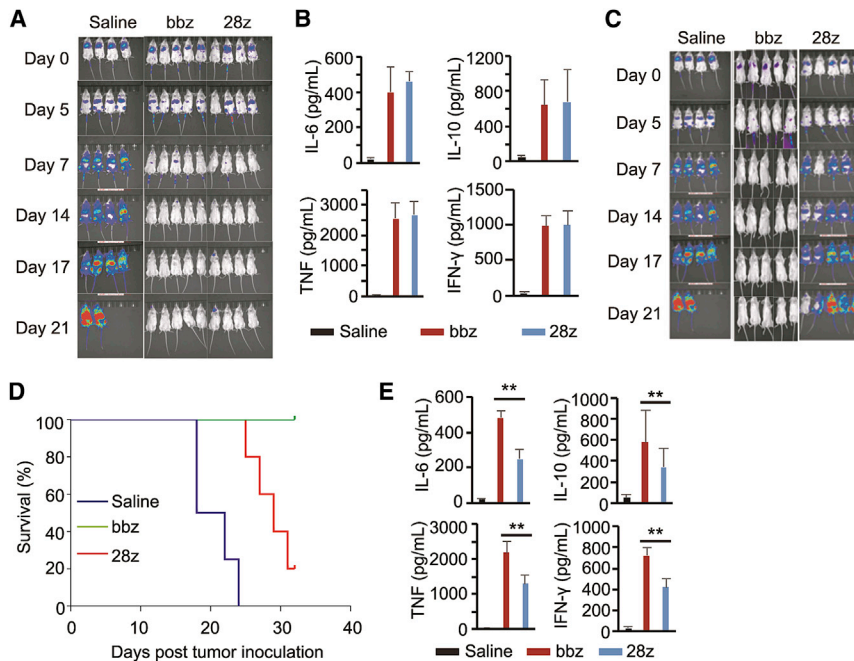 A
Saline bbz 28z
Day 0
Day 5
Day 7
Day 14
Day 17
Day 21
B
IL-6 (pg/mL)
600
400
200
0
IL-10 (pg/mL)
1200
1000
600
200
0
TNF (pg/mL)
3000
2000
1000
0
IFN-γ (pg/mL)
1500
1000
500
0
Saline bbz 28z
C
Saline bbz 28z
Day 0
Day 5
Day 7
Day 14
Day 17
Day 21
D
Survival (%)
100
80
60
40
20
0
0 10 20 30 40
Days post tumor inoculation
Saline
bbz
28z
E
IL-6 (pg/mL)
600
400
200
0
**
IL-10 (pg/mL)
1000
800
600
400
200
0
**
TNF (pg/mL)
3000
2000
1000
0
**
IFN-γ (pg/mL)
1000
800
600
400
200
0
**
Saline bbz 28z